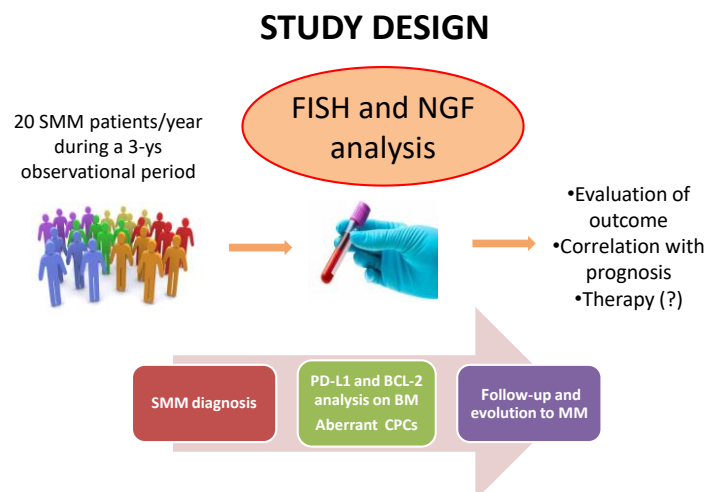 STUDY DESIGN
FISH and NGF
analysis
20 SMM patients/year
during a 3-ys
observational period
•Evaluation of
outcome
•Correlation with
prognosis
•Therapy (?)
SMM diagnosis
PD-L1 and BCL-2
analysis on BM
Aberrant CPCs
Follow-up and
evolution to MM